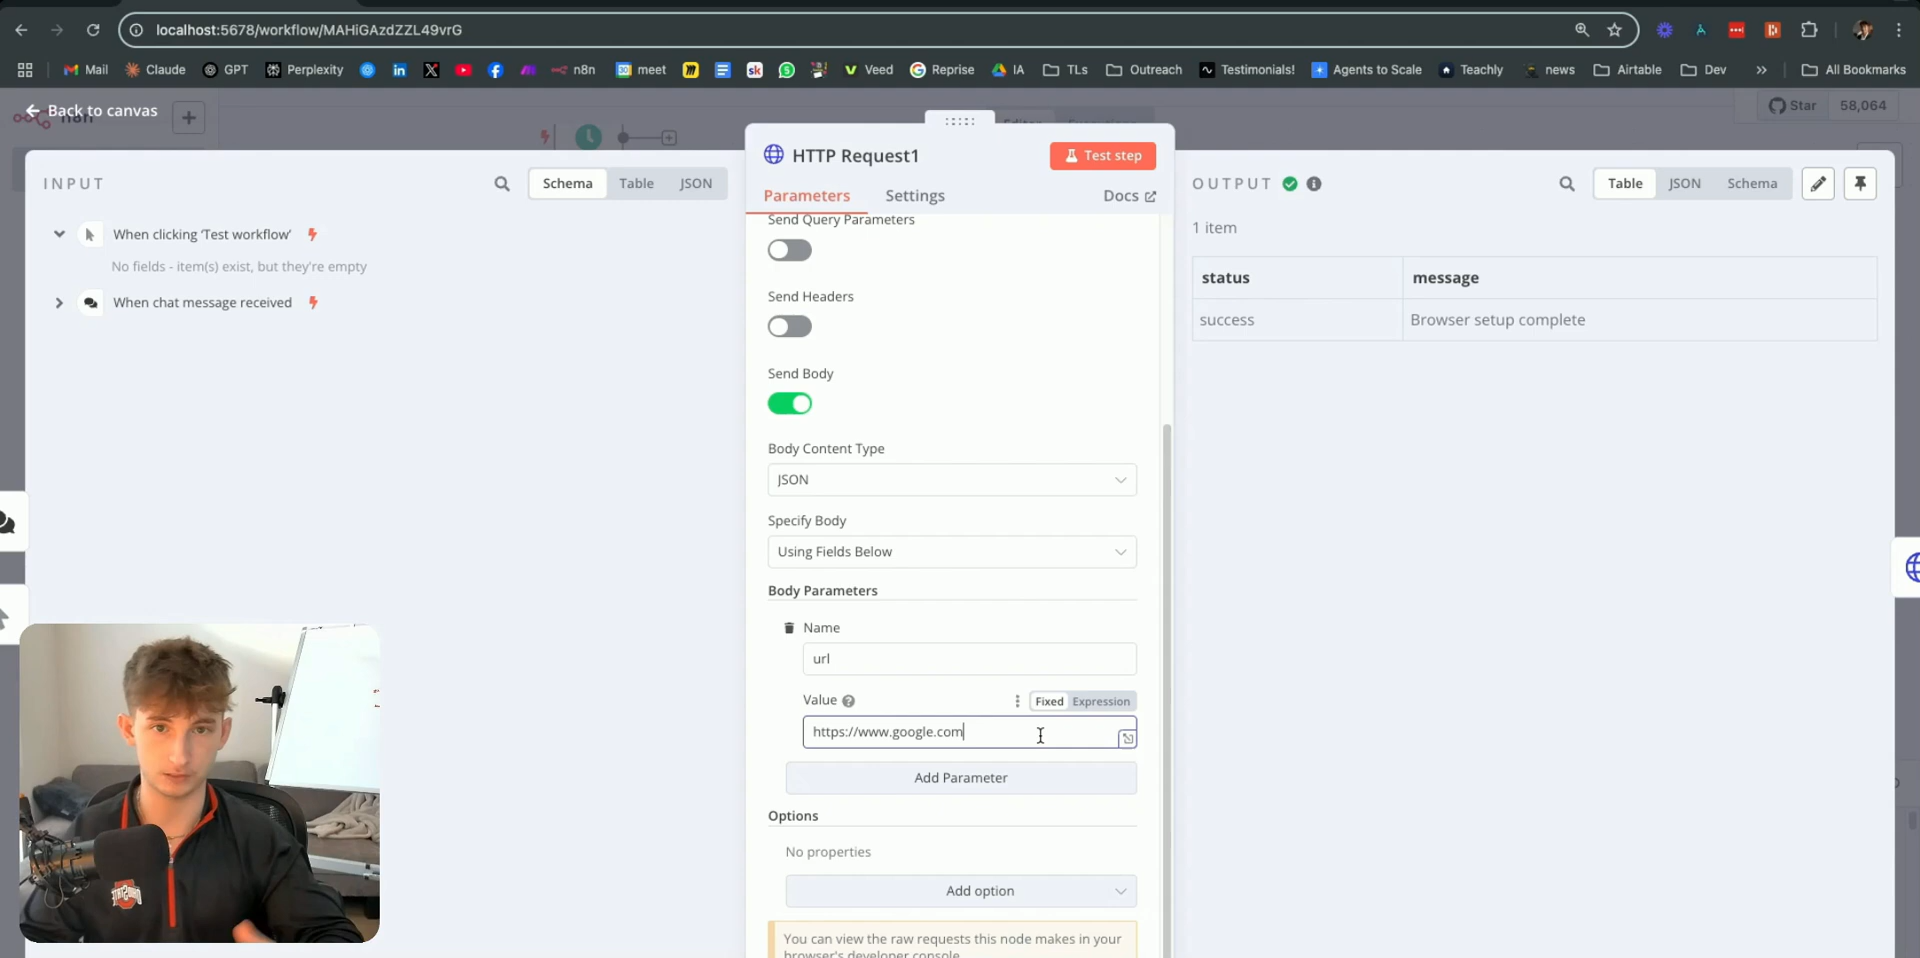 localhost:5678/workflow/MAHiGAzdZZL49vrG
Mail
Claude
GPT
Perplexity
n8n
meet
Veed
Reprise
IA
TLs
Outreach
Testimonials!
Agents to Scale
Teachly
news
Airtable
Dev
All Bookmarks
Back to canvas
Star
58,064
INPUT
Schema
Table
JSON
When clicking ‘Test workflow’
No fields - item(s) exist, but they're empty
When chat message received
HTTP Request1
Test step
Parameters
Settings
Docs
Send Query Parameters
Send Headers
Send Body
Body Content Type
JSON
Specify Body
Using Fields Below
Body Parameters
Name
url
Value
Fixed
Expression
https://www.google.com
Add Parameter
Options
No properties
Add option
You can view the raw requests this node makes in your
browser's developer console
OUTPUT
Table
JSON
Schema
1 item
status
message
success
Browser setup complete